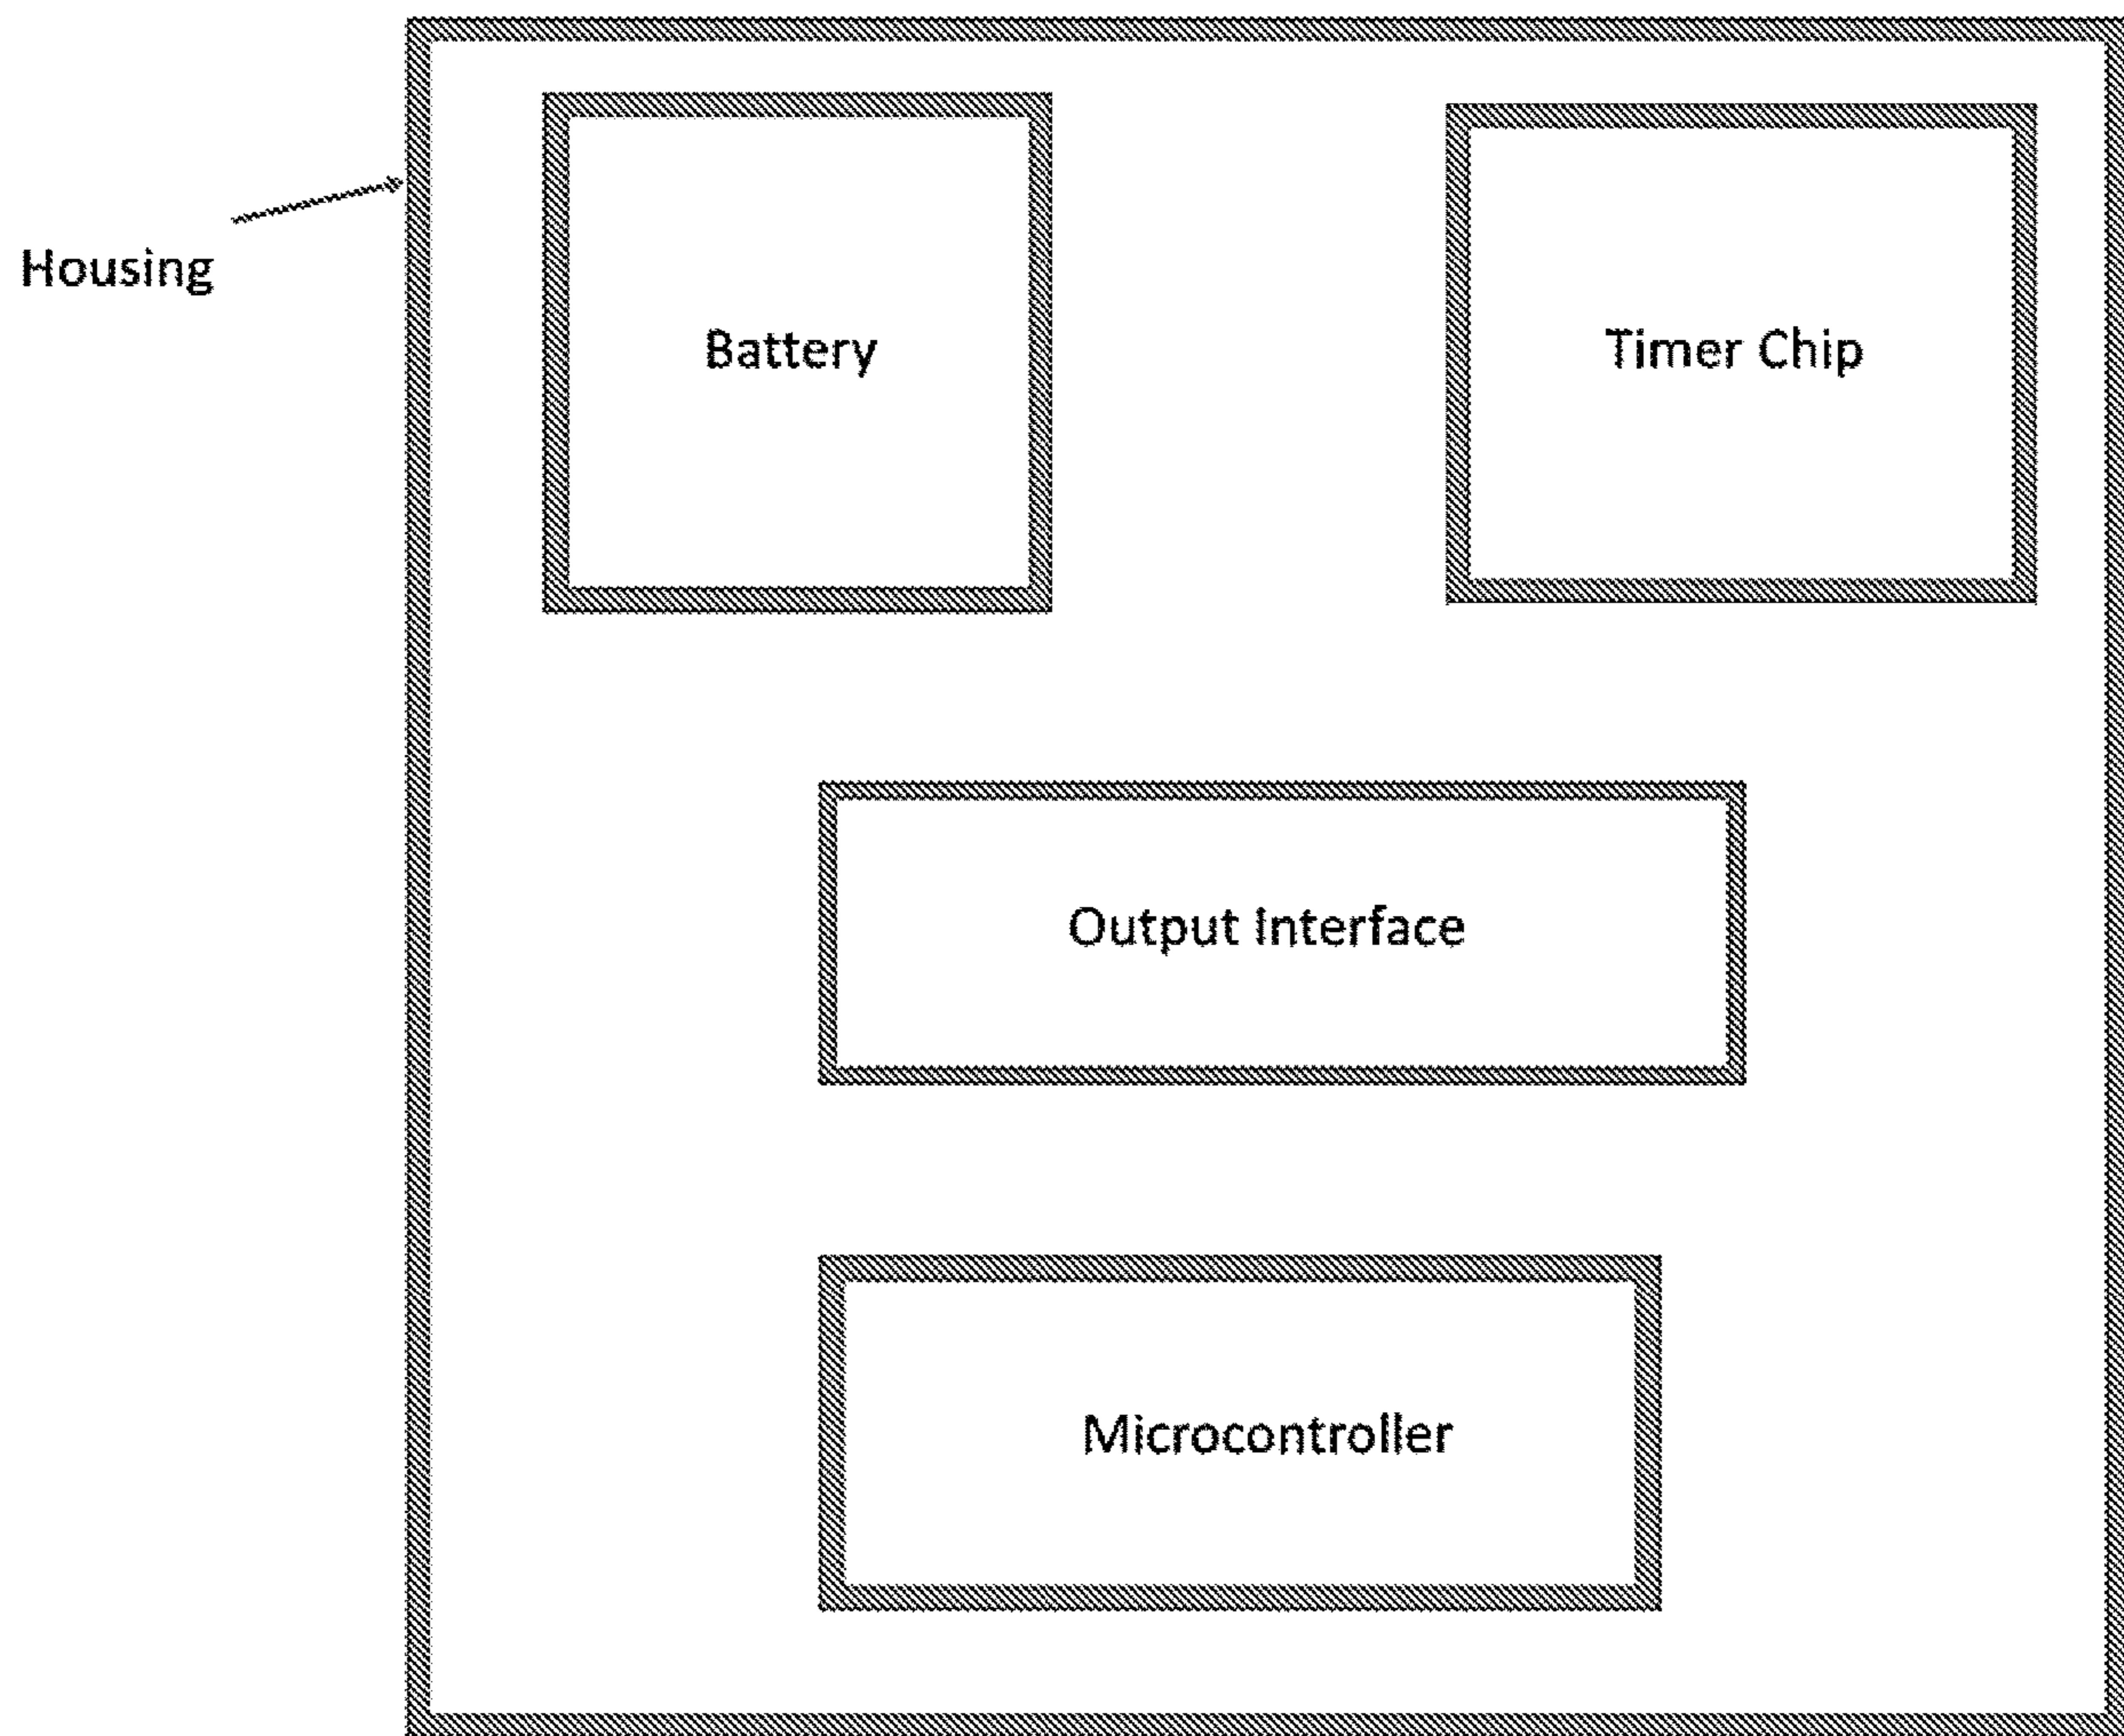 Housing
Battery
Timer Chip
Output Interface
Microcontroller